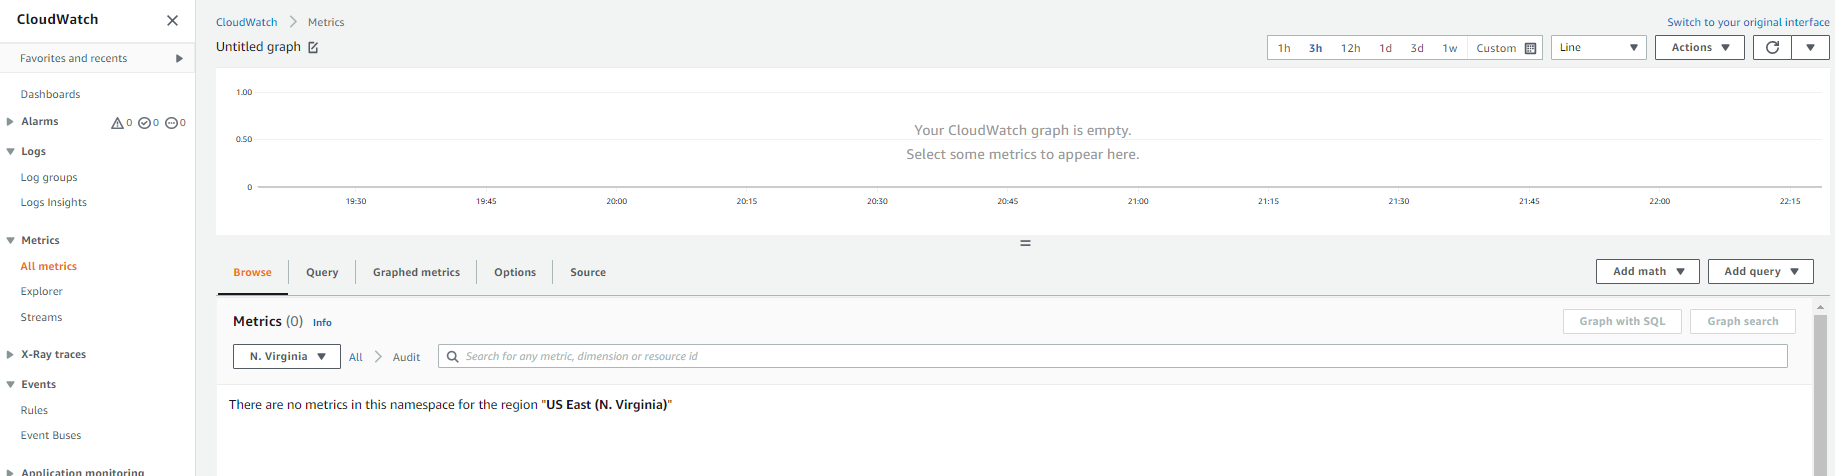 CloudWatch
Favorites and recents
Dashboards
Alarms 0 0 0
Logs
Log groups
Logs Insights
Metrics
All metrics
Explorer
Streams
X-Ray traces
Events
Rules
Event Buses
Application monitoring
CloudWatch Metrics
Switch to your original interface
Untitled graph
1h 3h 12h 1d 3d 1w Custom Line Actions
1.00
0.50
0
Your CloudWatch graph is empty.
Select some metrics to appear here.
19:30 19:45 20:00 20:15 20:30 20:45 21:00 21:15 21:30 21:45 22:00 22:15
Browse Query Graphed metrics Options Source Add math Add query
Metrics (0) Info Graph with SQL Graph search
N. Virginia All Audit Search for any metric, dimension or resource id
There are no metrics in this namespace for the region "US East (N. Virginia)"